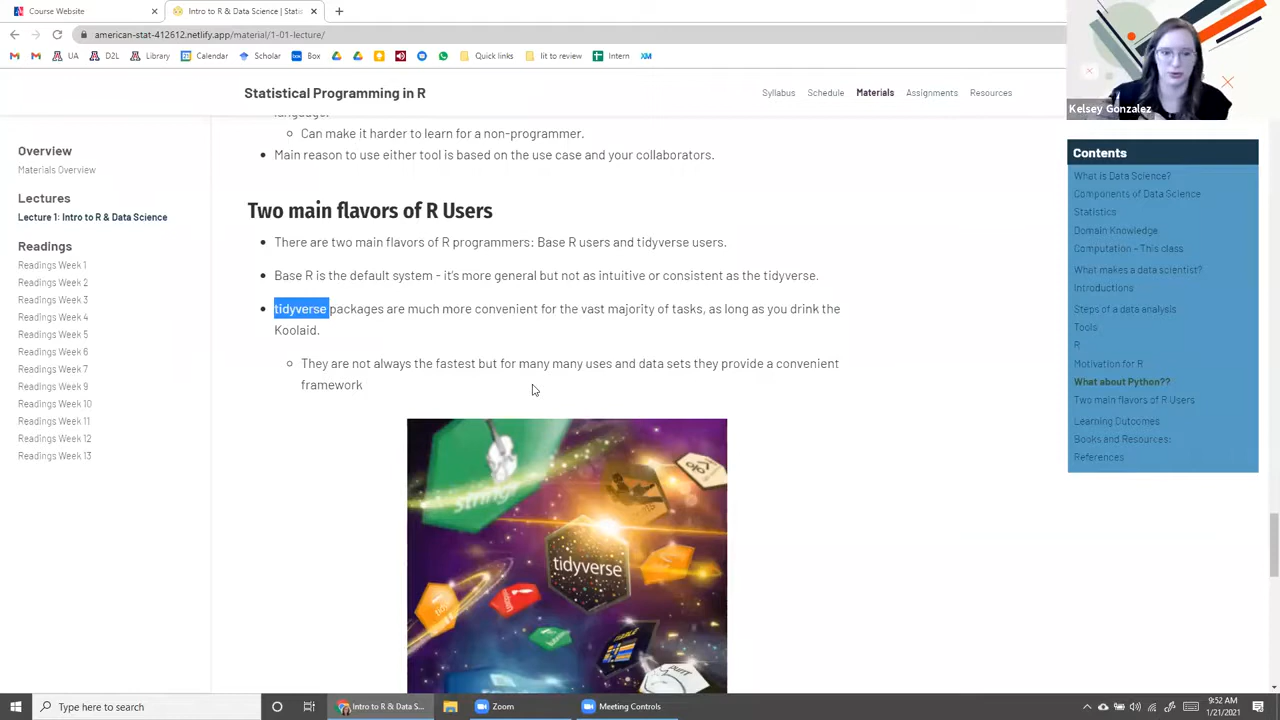 Course Website
Intro to R & Data Science | Stati
american-stat-412612.netlify.app/material/1-01-lecture/
UA
D2L
Library
Calendar
Scholar
Box
Quick links
lit to review
Intern
Kelsey Gonzalez
Statistical Programming in R
Syllabus
Schedule
Materials
Assignments
Resources
Overview
Materials Overview
Lectures
Lecture 1: Intro to R & Data Science
Readings
Readings Week 1
Readings Week 2
Readings Week 3
Readings Week 4
Readings Week 5
Readings Week 6
Readings Week 7
Readings Week 9
Readings Week 10
Readings Week 11
Readings Week 12
Readings Week 13
language.
Can make it harder to learn for a non-programmer.
Main reason to use either tool is based on the use case and your collaborators.
Two main flavors of R Users
There are two main flavors of R programmers: Base R users and tidyverse users.
Base R is the default system - it's more general but not as intuitive or consistent as the tidyverse.
tidyverse packages are much more convenient for the vast majority of tasks, as long as you drink the
Koolaid.
They are not always the fastest but for many many uses and data sets they provide a convenient
framework
tidyverse
Contents
What is Data Science?
Components of Data Science
Statistics
Domain Knowledge
Computation - This class
What makes a data scientist?
Introductions
Steps of a data analysis
Tools
R
Motivation for R
What about Python??
Two main flavors of R Users
Learning Outcomes
Books and Resources:
References
Type here to search
Intro to R & Data S...
Zoom
Meeting Controls
9:52 AM
1/21/2021